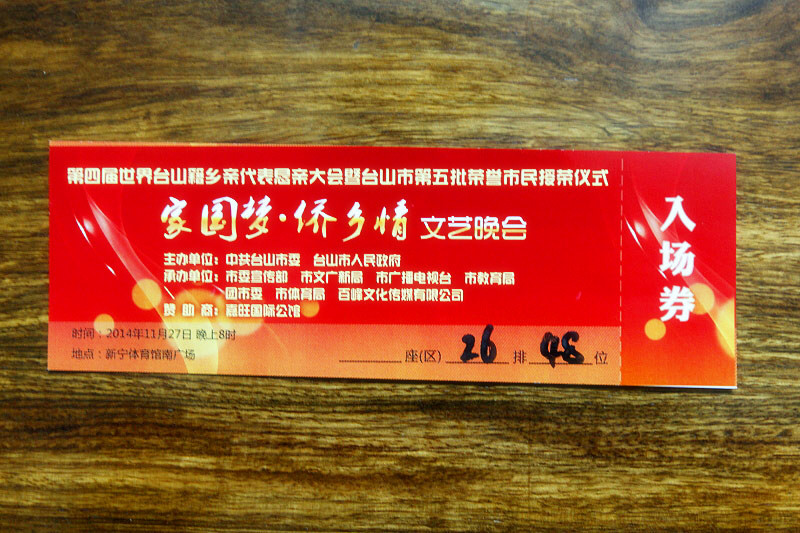 第四届世界台山籍乡亲代表恳亲大会暨台山市第五批荣誉市民授荣仪式
家国梦·侨乡情 文艺晚会
主办单位：中共台山市委 台山市人民政府
承办单位：市委宣传部 市文广新局 市广播电视台 市教育局
团市委 市体育局 百峰文化传媒有限公司
赞助商：嘉旺国际公馆
时间：2014年11月27日 晚上8时
地点：新宁体育馆南广场
座(区) 26 排 48 位
入场券